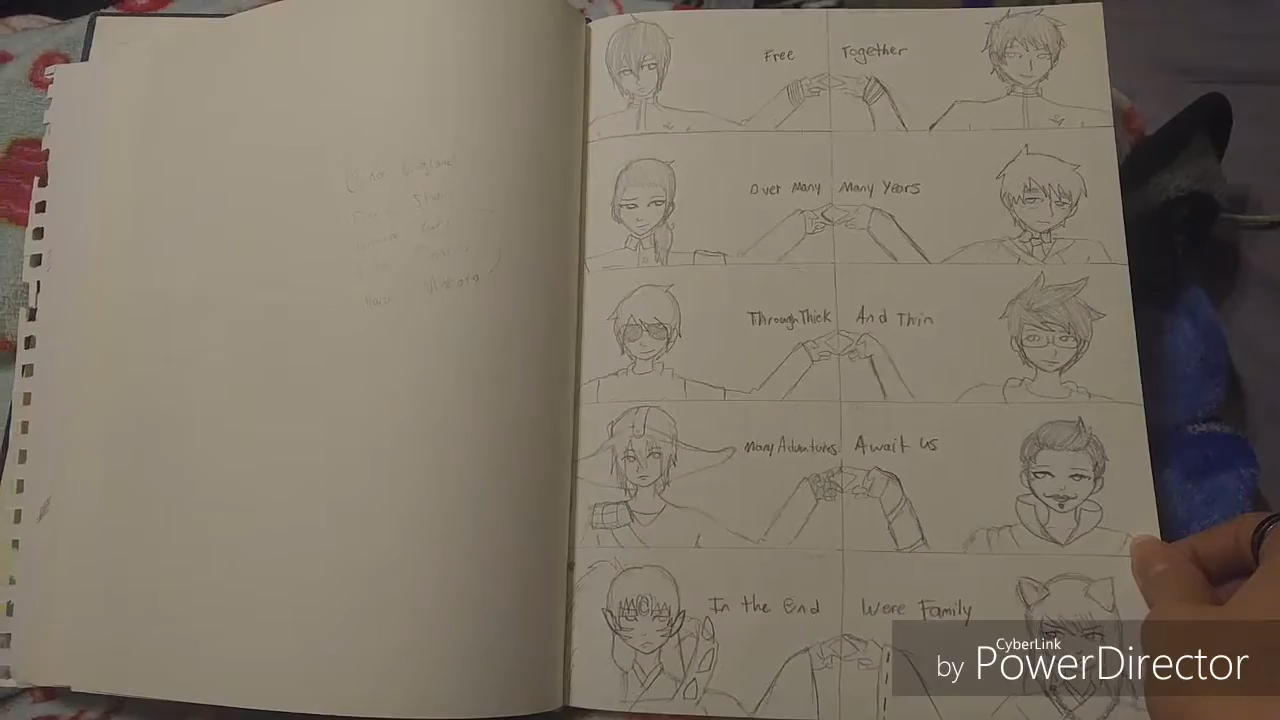 Free Together
Over Many Many Years
Through Thick And Thin
Many Adventures Await us
In the End Were Family
CyberLink
by PowerDirector